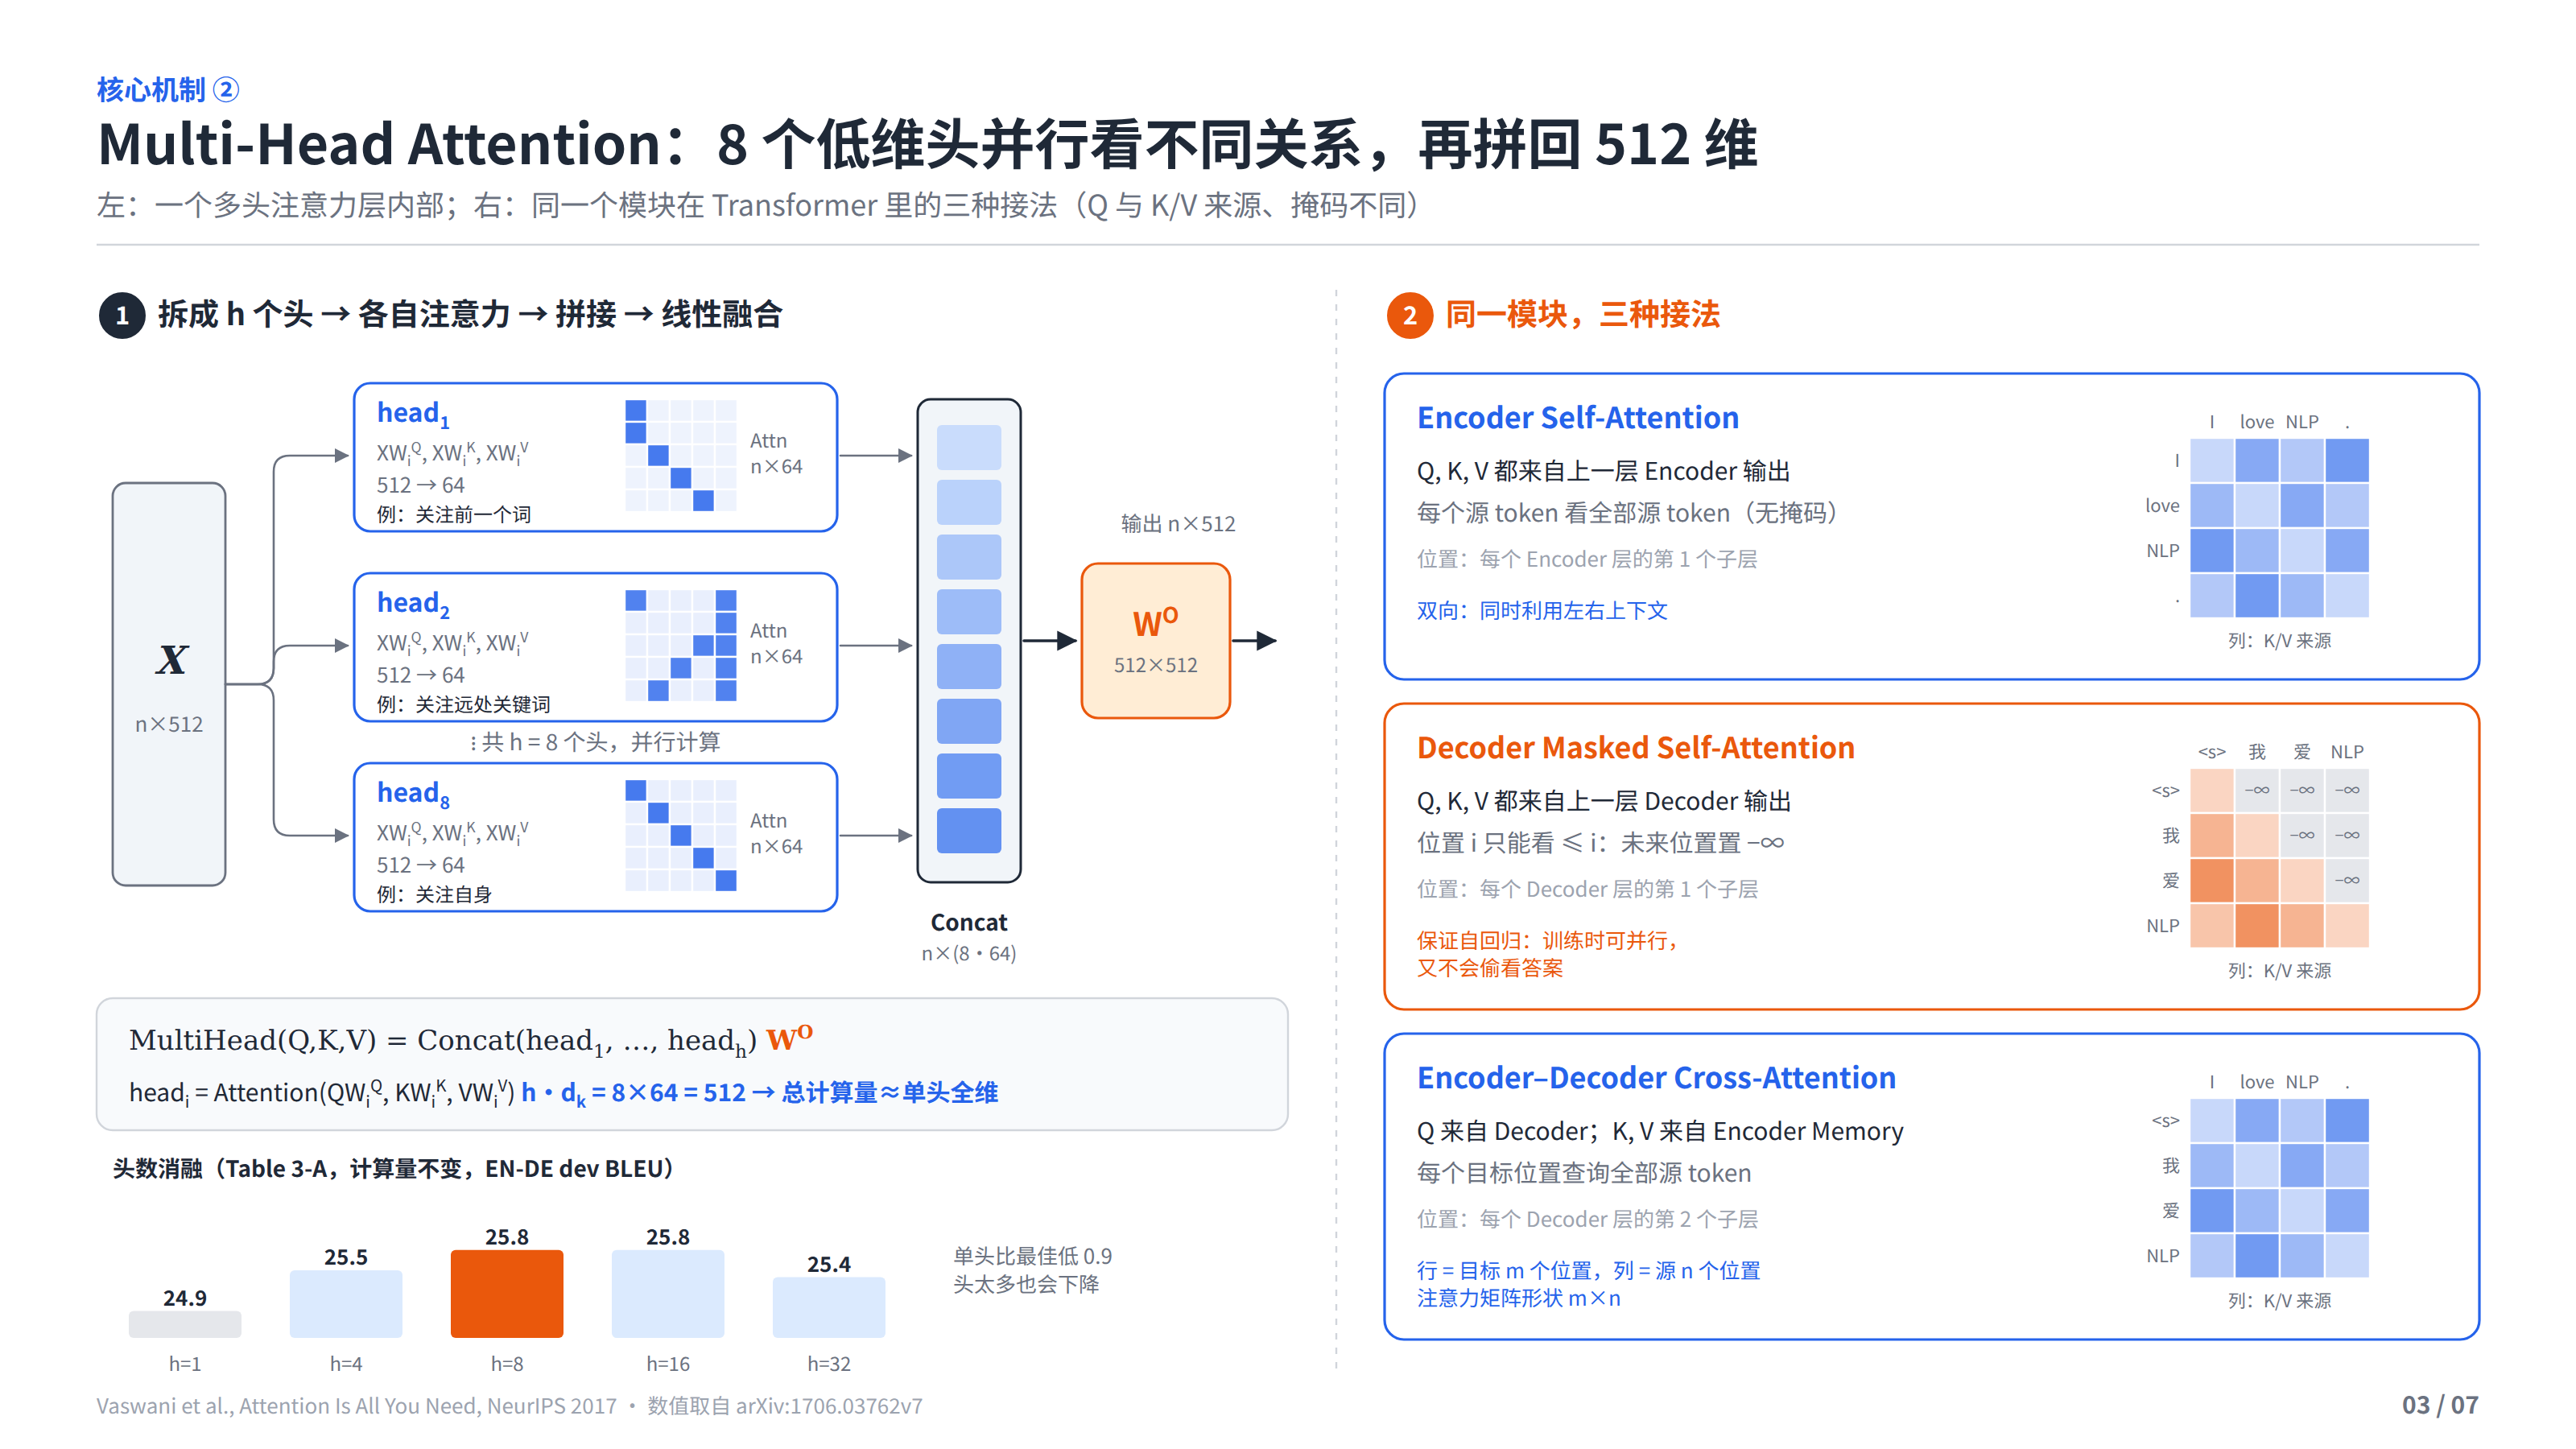 核心机制 ②
Multi-Head Attention：8 个低维头并行看不同关系，再拼回 512 维
左：一个多头注意力层内部；右：同一个模块在 Transformer 里的三种接法（Q 与 K/V 来源、掩码不同）
1 拆成 h 个头 → 各自注意力 → 拼接 → 线性融合
X
n×512
head1
XWiQ, XWiK, XWiV
512 → 64
例：关注前一个词
Attn
n×64
head2
XWiQ, XWiK, XWiV
512 → 64
例：关注远处关键词
Attn
n×64
⋮ 共 h = 8 个头，并行计算
head8
XWiQ, XWiK, XWiV
512 → 64
例：关注自身
Attn
n×64
Concat
n×(8·64)
输出 n×512
WO
512×512
MultiHead(Q,K,V) = Concat(head1, …, headh) WO
headi = Attention(QWiQ, KWiK, VWiV) h·dk = 8×64 = 512 → 总计算量≈单头全维
头数消融（Table 3-A，计算量不变，EN-DE dev BLEU）
24.9 25.5 25.8 25.8 25.4
h=1 h=4 h=8 h=16 h=32
单头比最佳低 0.9
头太多也会下降
2 同一模块，三种接法
Encoder Self-Attention
Q, K, V 都来自上一层 Encoder 输出
每个源 token 看全部源 token（无掩码）
位置：每个 Encoder 层的第 1 个子层
双向：同时利用左右上下文
I love NLP .
I
love
NLP
.
列：K/V 来源
Decoder Masked Self-Attention
Q, K, V 都来自上一层 Decoder 输出
位置 i 只能看 ≤ i：未来位置置 −∞
位置：每个 Decoder 层的第 1 个子层
保证自回归：训练时可并行，
又不会偷看答案
<s> 我 爱 NLP
<s> −∞ −∞ −∞
我 −∞ −∞
爱 −∞
NLP
列：K/V 来源
Encoder–Decoder Cross-Attention
Q 来自 Decoder；K, V 来自 Encoder Memory
每个目标位置查询全部源 token
位置：每个 Decoder 层的第 2 个子层
行 = 目标 m 个位置，列 = 源 n 个位置
注意力矩阵形状 m×n
I love NLP .
<s>
我
爱
NLP
列：K/V 来源
Vaswani et al., Attention Is All You Need, NeurIPS 2017 · 数值取自 arXiv:1706.03762v7
03 / 07